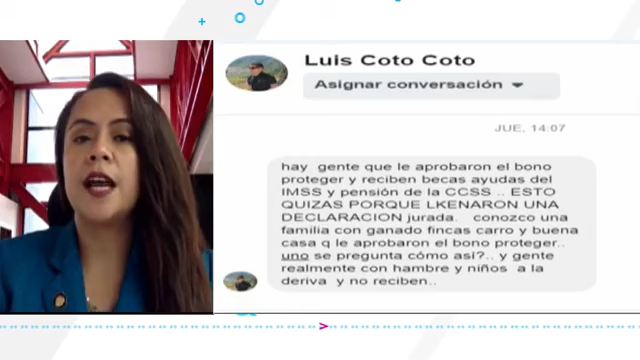 Luis Coto Coto
Asignar conversación
JUE, 14:07
hay gente que le aprobaron el bono
proteger y reciben becas ayudas del
IMSS y pensión de la CCSS .. ESTO
QUIZAS PORQUE LKENARON UNA
DECLARACION jurada. conozco una
familia con ganado fincas carro y buena
casa q le aprobaron el bono proteger..
uno se pregunta cómo así?.. y gente
realmente con hambre y niños a la
deriva y no reciben..